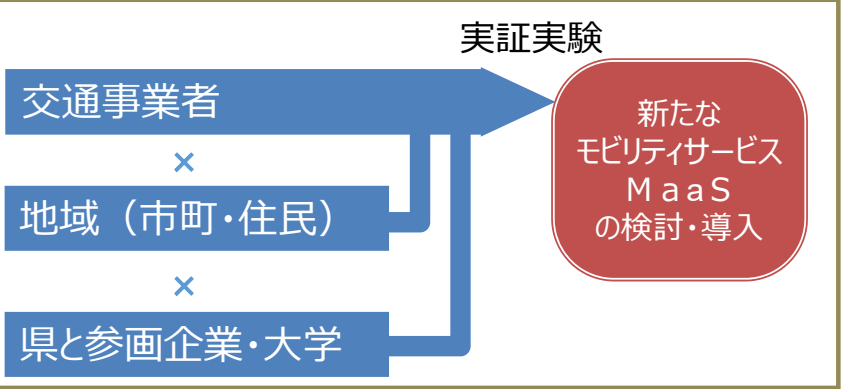 実証実験
交通事業者
×
地域（市町・住民）
×
県と参画企業・大学
新たな
モビリティサービス
ＭａａＳ
の検討・導入